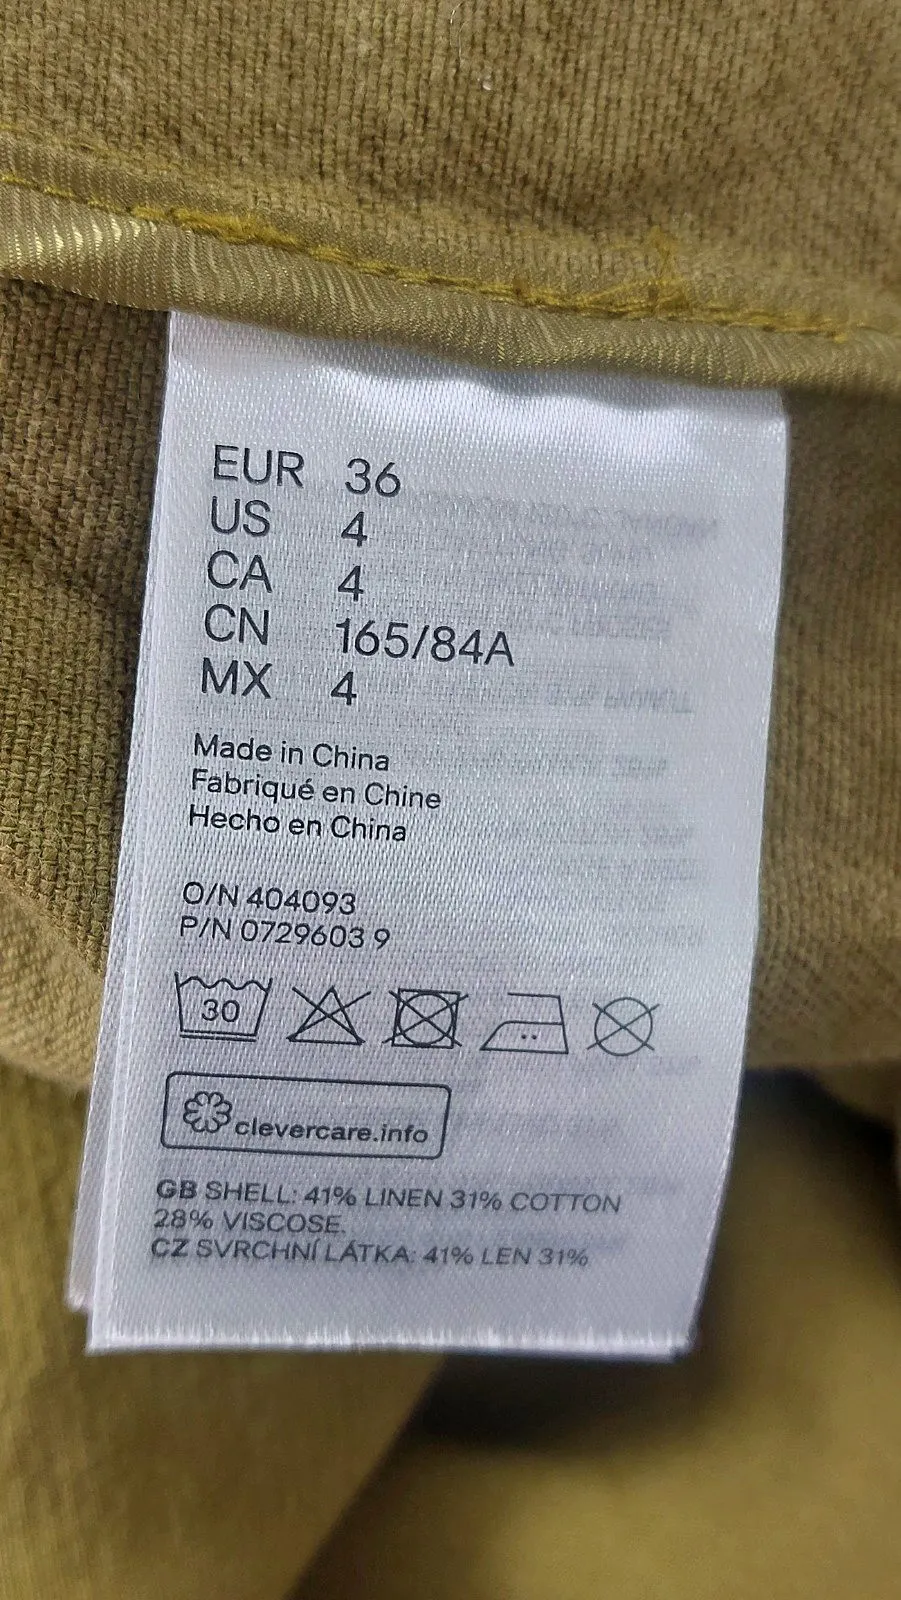 EUR 36
US 4
CA 4
CN 165/84A
MX 4
Made in China
Fabriqué en Chine
Hecho en China
O/N 404093
P/N 0729603 9
30
clevercare.info
GB SHELL: 41% LINEN 31% COTTON
28% VISCOSE.
CZ SVRCHNÍ LÁTKA: 41% LEN 31%